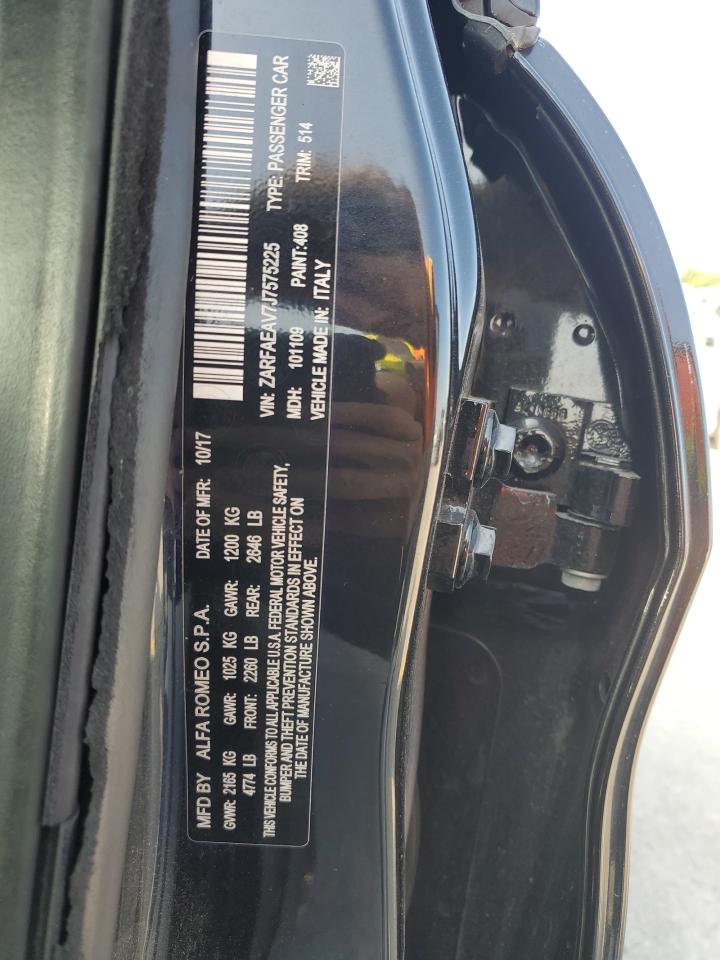 MFD BY ALFA ROMEO S.P.A. DATE OF MFR: 10/17
GVWR: 2165 KG GAWR: 1025 KG GAWR: 1200 KG
4774 LB FRONT: 2260 LB REAR: 2646 LB
THIS VEHICLE CONFORMS TO ALL APPLICABLE U.S.A. FEDERAL MOTOR VEHICLE SAFETY,
BUMPER AND THEFT PREVENTION STANDARDS IN EFFECT ON
THE DATE OF MANUFACTURE SHOWN ABOVE.
VIN: ZARFAEAV7J7575225 TYPE: PASSENGER CAR
MDH: 101109 PAINT:408 TRIM: 514
VEHICLE MADE IN: ITALY